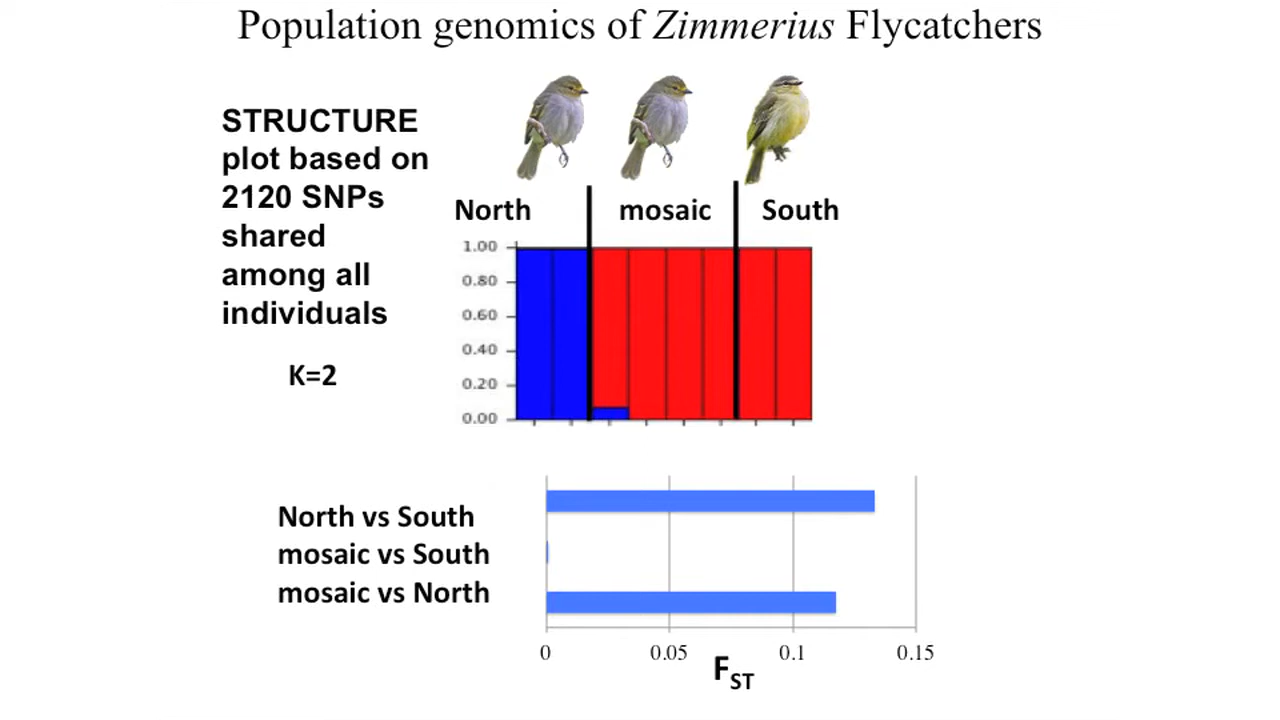 Population genomics of Zimmerius Flycatchers
STRUCTURE
plot based on
2120 SNPs
shared
among all
individuals
K=2
North mosaic South
1.00
0.80
0.60
0.40
0.20
0.00
North vs South
mosaic vs South
mosaic vs North
0 0.05 0.1 0.15
FST